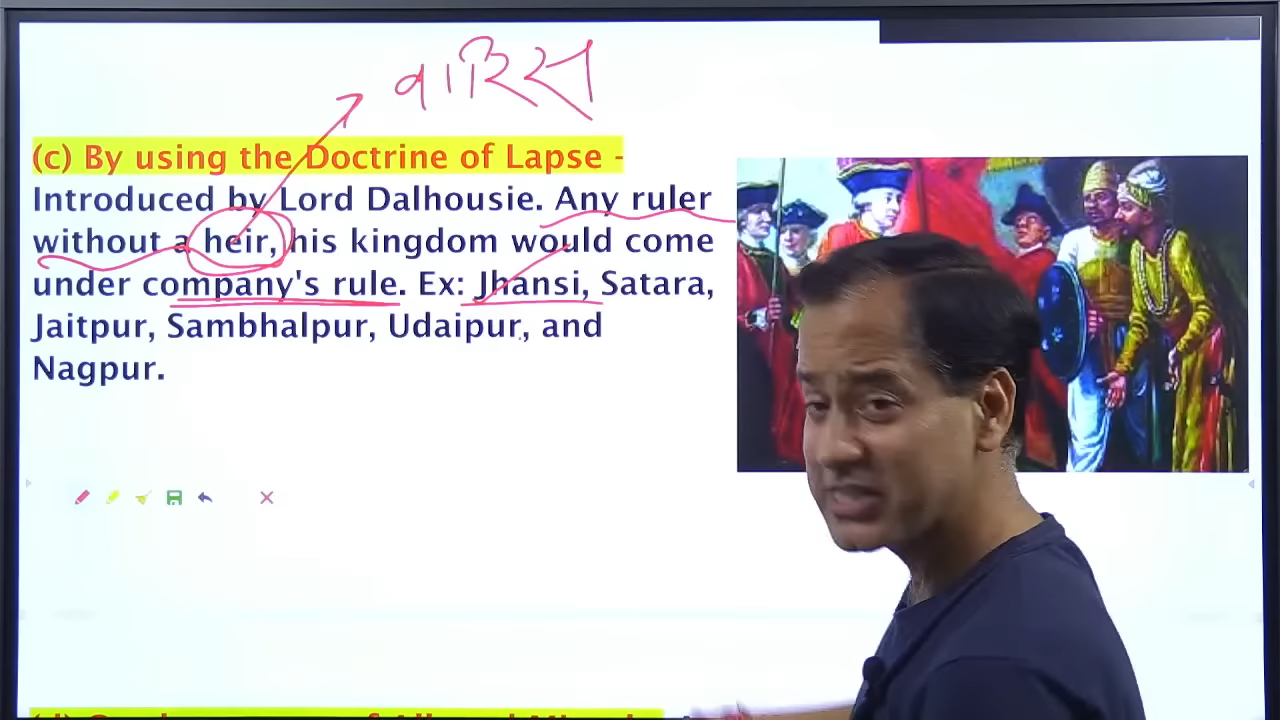 वारिस
(c) By using the Doctrine of Lapse -
Introduced by Lord Dalhousie. Any ruler
without a heir, his kingdom would come
under company's rule. Ex: Jhansi, Satara,
Jaitpur, Sambhalpur, Udaipur, and
Nagpur.